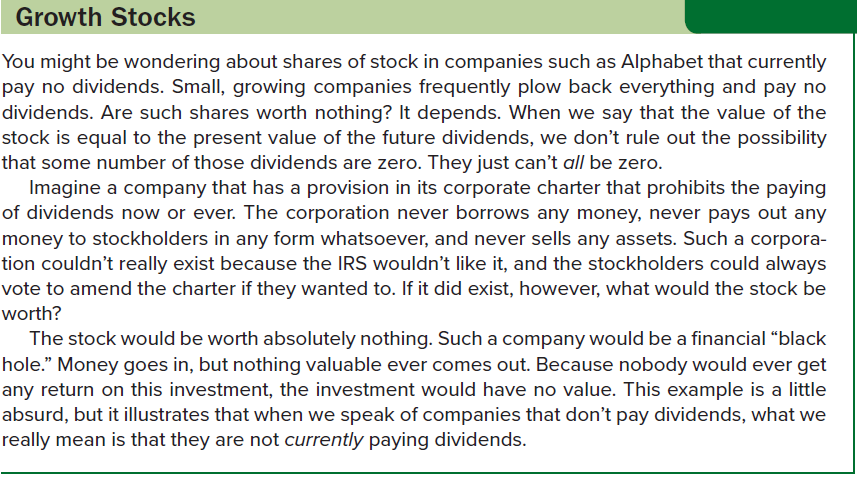 Growth Stocks
You might be wondering about shares of stock in companies such as Alphabet that currently
pay no dividends. Small, growing companies frequently plow back everything and pay no
dividends. Are such shares worth nothing? It depends. When we say that the value of the
stock is equal to the present value of the future dividends, we don’t rule out the possibility
that some number of those dividends are zero. They just can’t all be zero.
Imagine a company that has a provision in its corporate charter that prohibits the paying
of dividends now or ever. The corporation never borrows any money, never pays out any
money to stockholders in any form whatsoever, and never sells any assets. Such a corpora-
tion couldn’t really exist because the IRS wouldn’t like it, and the stockholders could always
vote to amend the charter if they wanted to. If it did exist, however, what would the stock be
worth?
The stock would be worth absolutely nothing. Such a company would be a financial “black
hole.” Money goes in, but nothing valuable ever comes out. Because nobody would ever get
any return on this investment, the investment would have no value. This example is a little
absurd, but it illustrates that when we speak of companies that don’t pay dividends, what we
really mean is that they are not currently paying dividends.